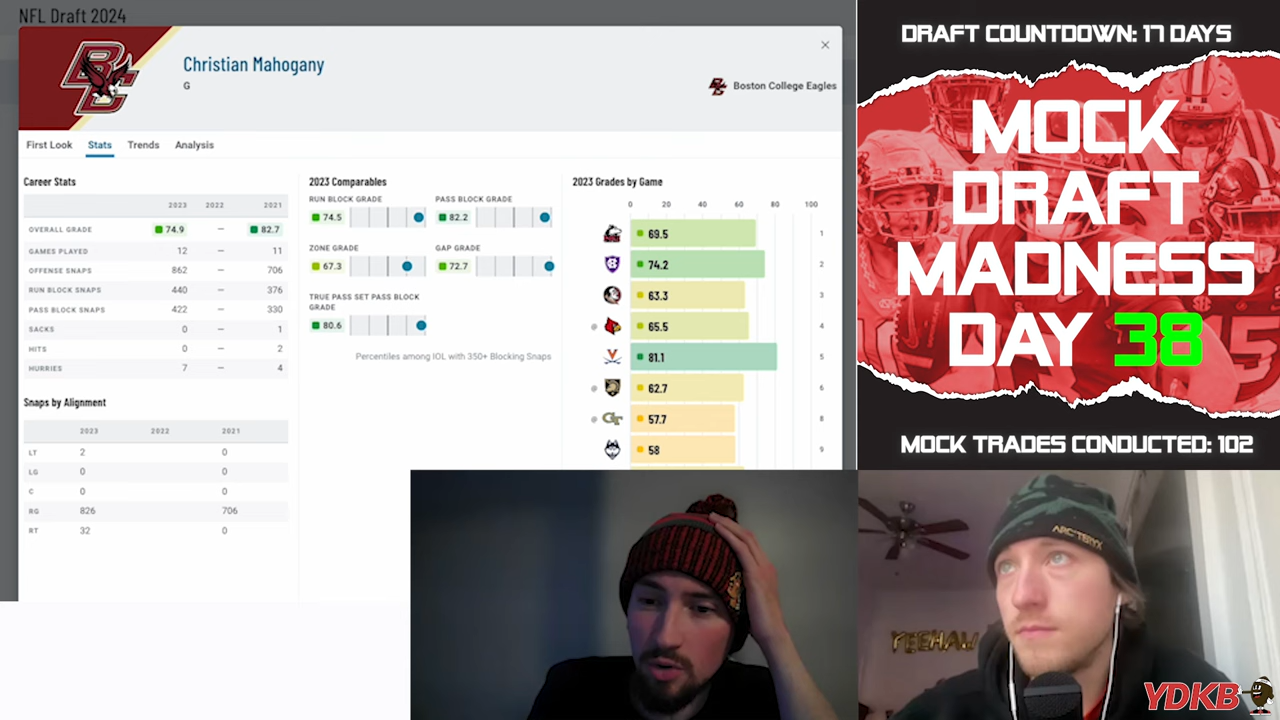 NFL Draft 2024
Christian Mahogany
G
Boston College Eagles
First Look Stats Trends Analysis
Career Stats
2023 2022 2021
OVERALL GRADE 74.9 – 82.7
GAMES PLAYED 12 – 11
OFFENSE SNAPS 862 – 706
RUN BLOCK SNAPS 440 – 376
PASS BLOCK SNAPS 422 – 330
SACKS 0 – 1
HITS 0 – 2
HURRIES 7 – 4
Snaps by Alignment
2023 2022 2021
LT 2 0
LG 0 0
C 0 0
RG 826 706
RT 32 0
2023 Comparables
RUN BLOCK GRADE
74.5
PASS BLOCK GRADE
82.2
ZONE GRADE
67.3
GAP GRADE
72.7
TRUE PASS SET PASS BLOCK
GRADE
80.6
Percentiles among IOL with 350+ Blocking Snaps
2023 Grades by Game
0 20 40 60 80 100
69.5 1
74.2 2
63.3 3
@ 65.5 4
81.1 5
@ 62.7 6
@ GT 57.7 8
58 9
DRAFT COUNTDOWN: 17 DAYS
MOCK
DRAFT
MADNESS
DAY 38
MOCK TRADES CONDUCTED: 102
ARC'TERYX
YEEHAW
YDKB